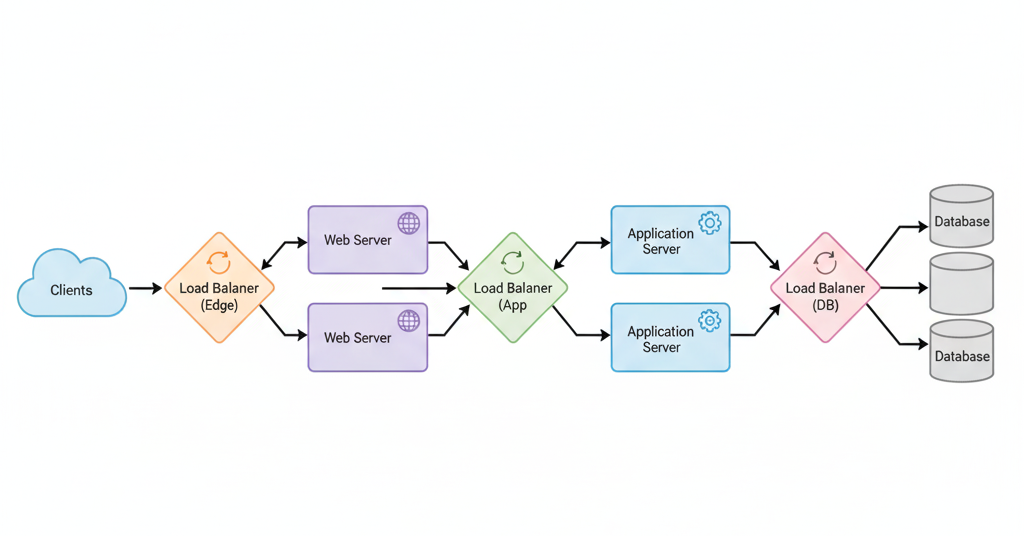 Clients
Load Balaner
(Edge)
Web Server
Web Server
Load Balaner
(App
Application
Server
Application
Server
Load Balaner
(DB)
Database
Database